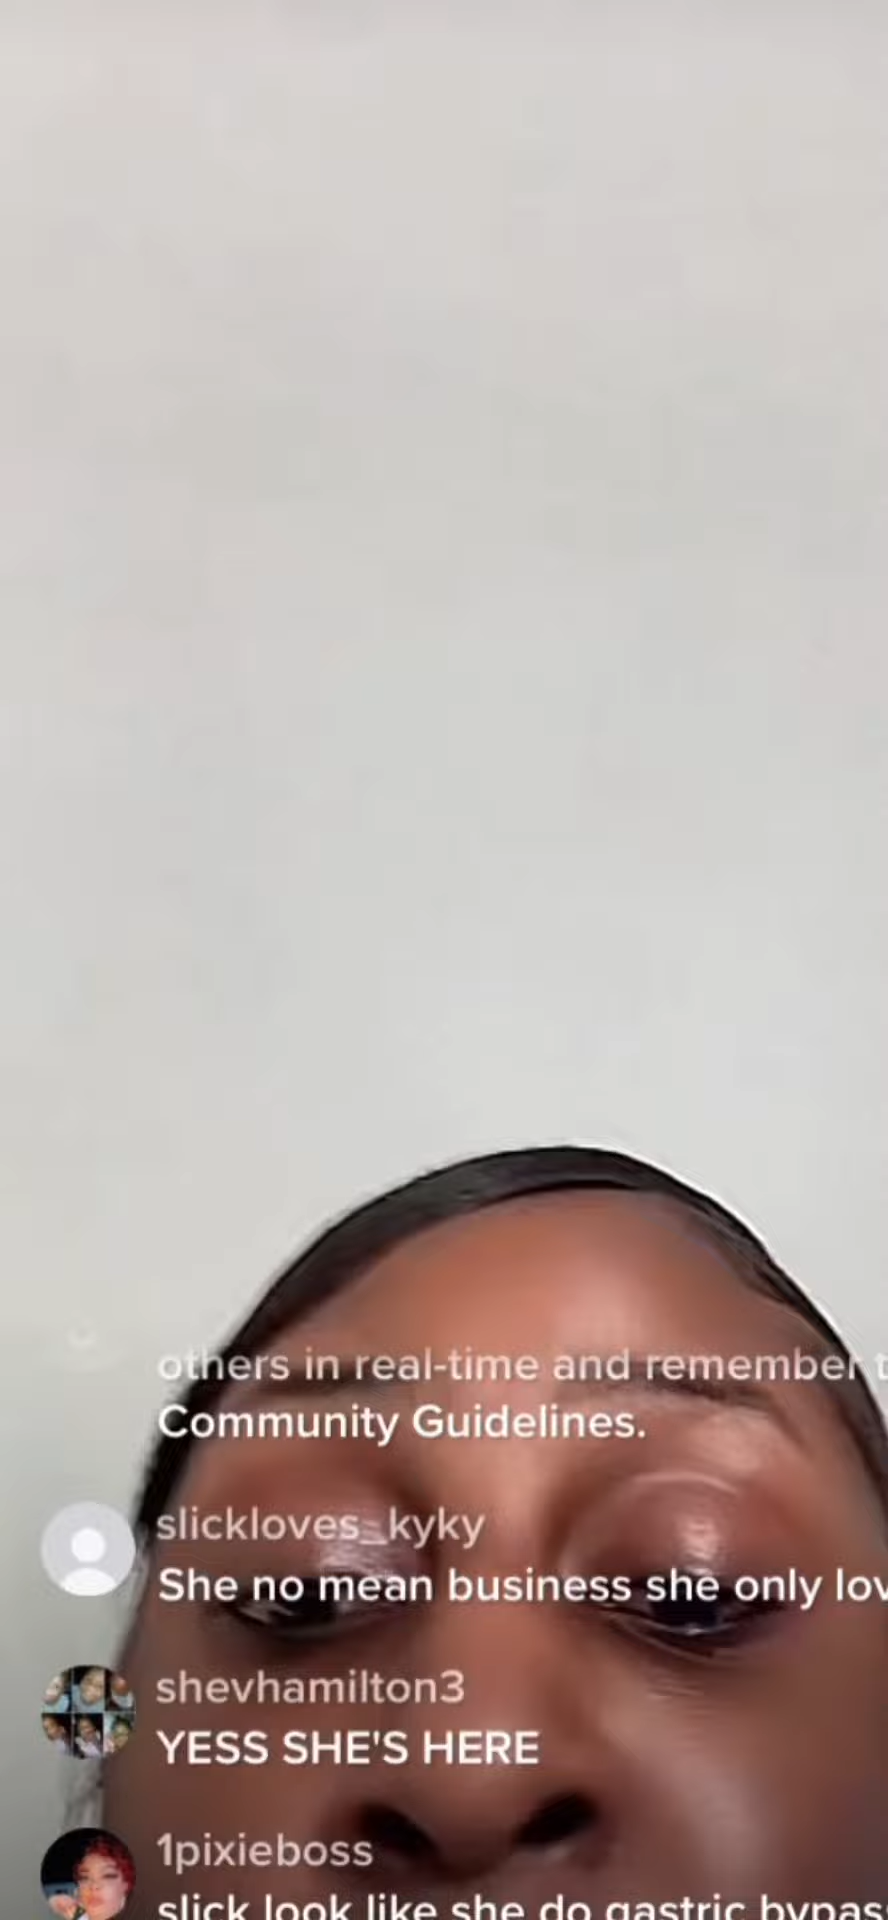 others in real-time and remember
Community Guidelines.
slickloves_kyky
She no mean business she only
shevhamilton3
YESS SHE'S HERE
1pixieboss
slick look like she do gastric bypass